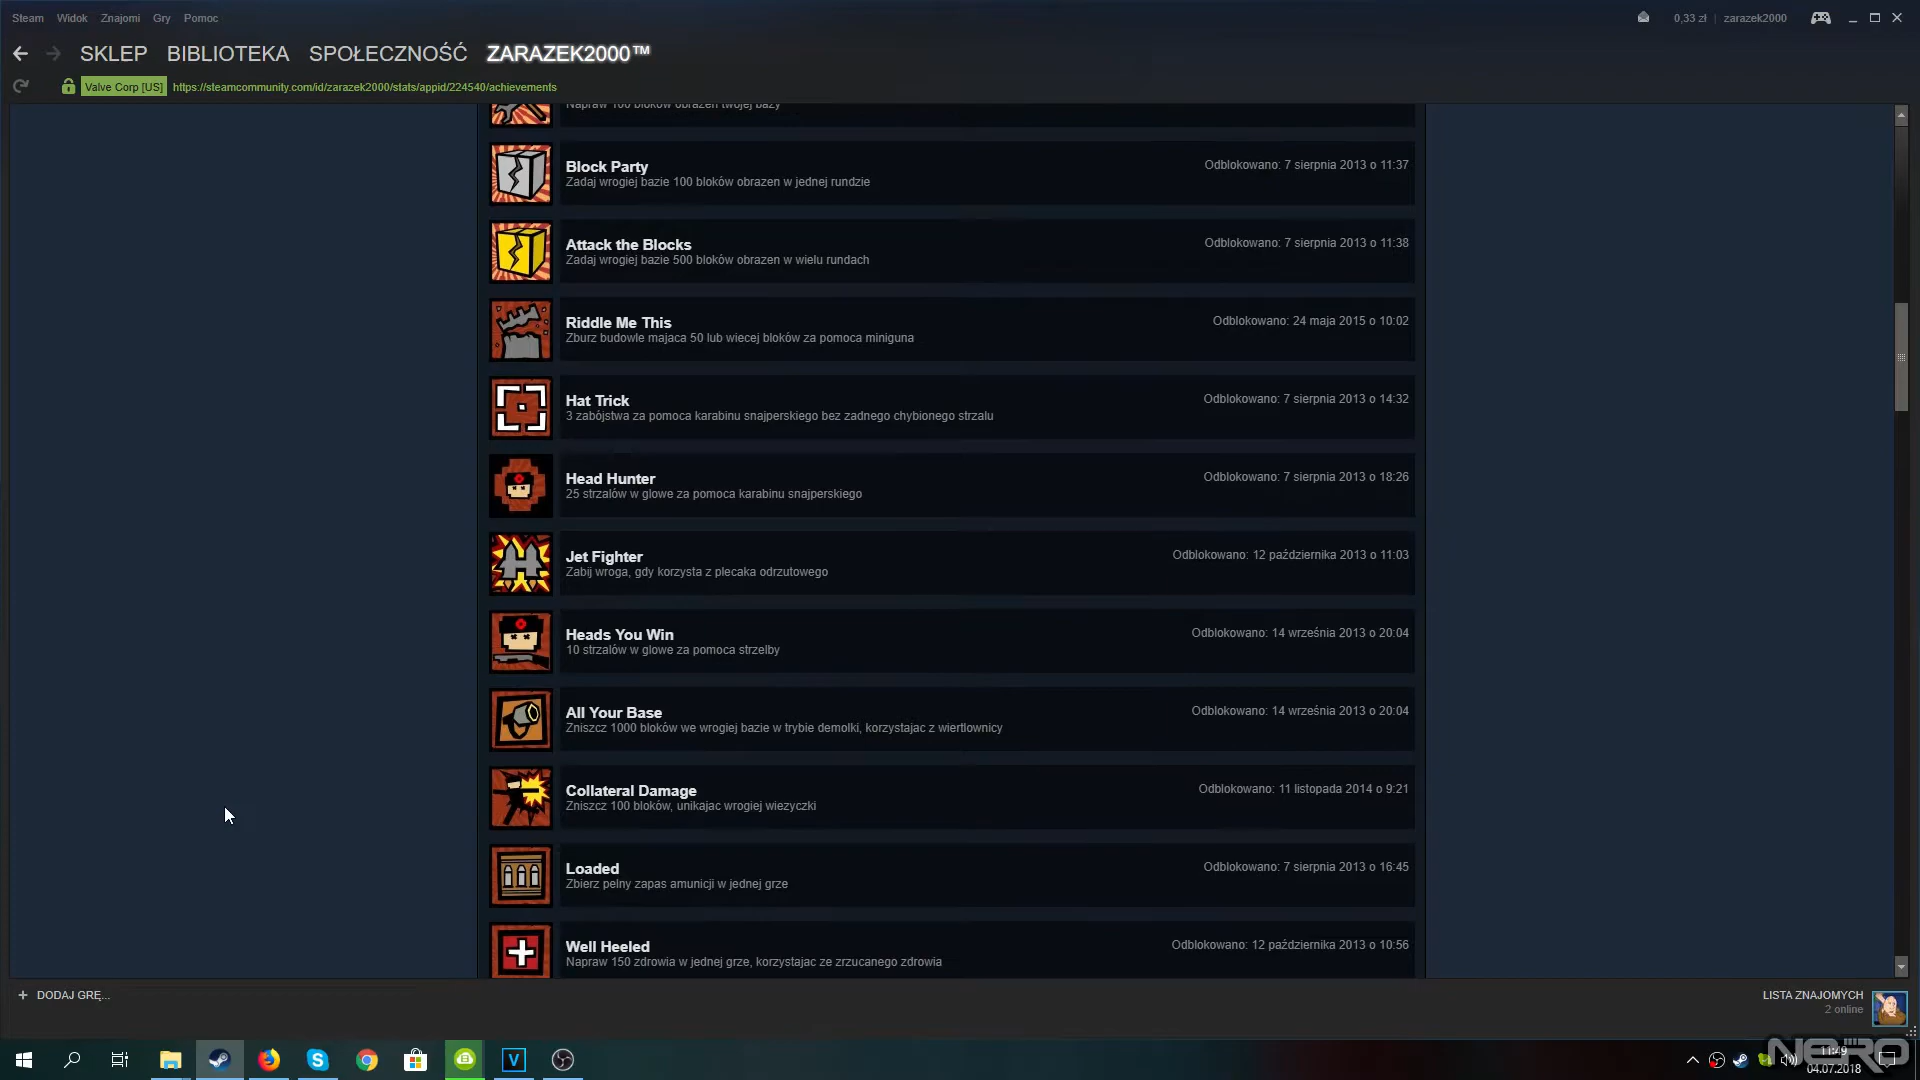 Steam Widok Znajomi Gry Pomoc
0,33 zł | zarazek2000
SKLEP BIBLIOTEKA SPOŁECZNOŚĆ ZARAZEK2000™
Valve Corp [US] https://steamcommunity.com/id/zarazek2000/stats/appid/224540/achievements
Napraw 100 bloków obrazen twojej bazy
Block Party
Odblokowano: 7 sierpnia 2013 o 11:37
Zadaj wrogiej bazie 100 bloków obrazen w jednej rundzie
Attack the Blocks
Odblokowano: 7 sierpnia 2013 o 11:38
Zadaj wrogiej bazie 500 bloków obrazen w wielu rundach
Riddle Me This
Odblokowano: 24 maja 2015 o 10:02
Zburz budowle majaca 50 lub wiecej bloków za pomoca miniguna
Hat Trick
Odblokowano: 7 sierpnia 2013 o 14:32
3 zabójstwa za pomoca karabinu snajperskiego bez zadnego chybionego strzalu
Head Hunter
Odblokowano: 7 sierpnia 2013 o 18:26
25 strzalów w glowe za pomoca karabinu snajperskiego
Jet Fighter
Odblokowano: 12 października 2013 o 11:03
Zabij wroga, gdy korzysta z plecaka odrzutowego
Heads You Win
Odblokowano: 14 września 2013 o 20:04
10 strzalów w glowe za pomoca strzelby
All Your Base
Odblokowano: 14 września 2013 o 20:04
Zniszcz 1000 bloków we wrogiej bazie w trybie demolki, korzystajac z wiertlownicy
Collateral Damage
Odblokowano: 11 listopada 2014 o 9:21
Zniszcz 100 bloków, unikajac wrogiej wiezyczki
Loaded
Odblokowano: 7 sierpnia 2013 o 16:45
Zbierz pelny zapas amunicji w jednej grze
Well Heeled
Odblokowano: 12 października 2013 o 10:56
Napraw 150 zdrowia w jednej grze, korzystajac ze zrzucanego zdrowia
+ DODAJ GRĘ...
LISTA ZNAJOMYCH
2 online
NERO
11:49
04.07.2018